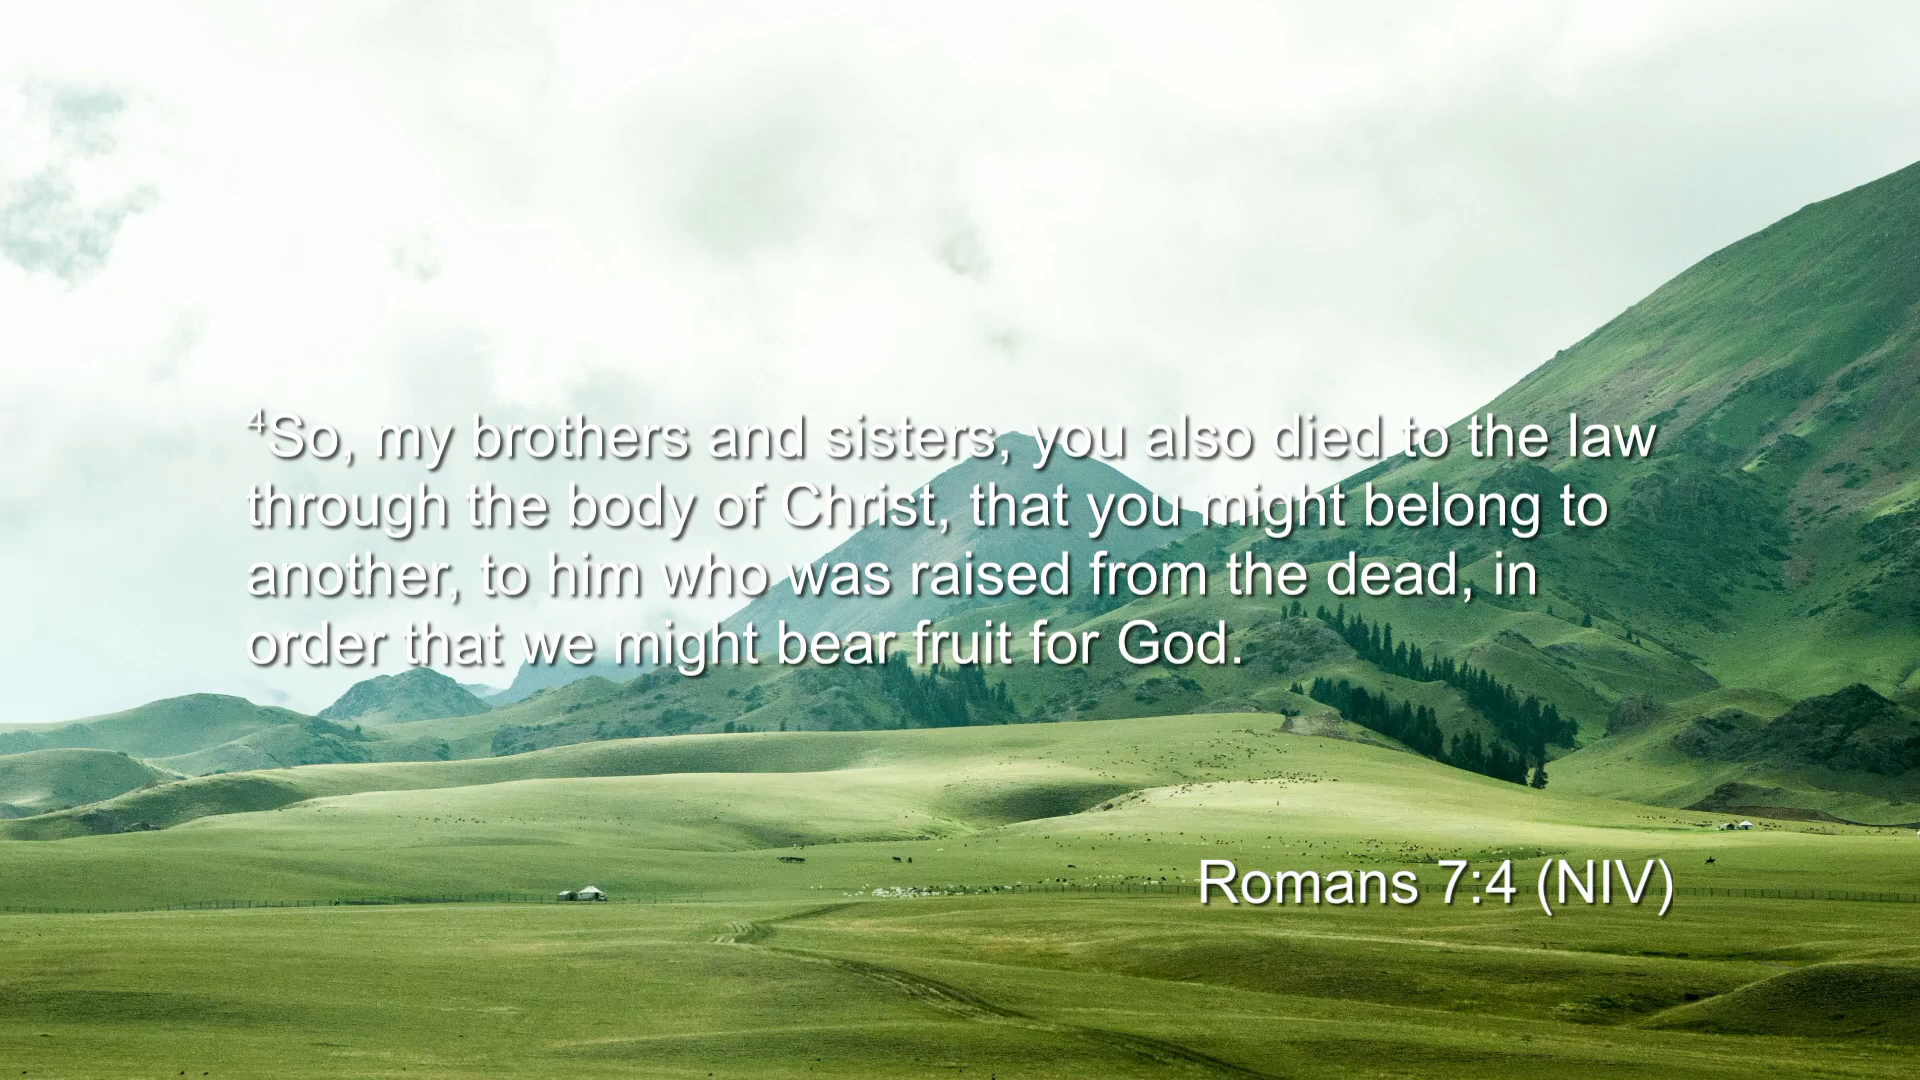 ⁴So, my brothers and sisters, you also died to the law
through the body of Christ, that you might belong to
another, to him who was raised from the dead, in
order that we might bear fruit for God.
Romans 7:4 (NIV)